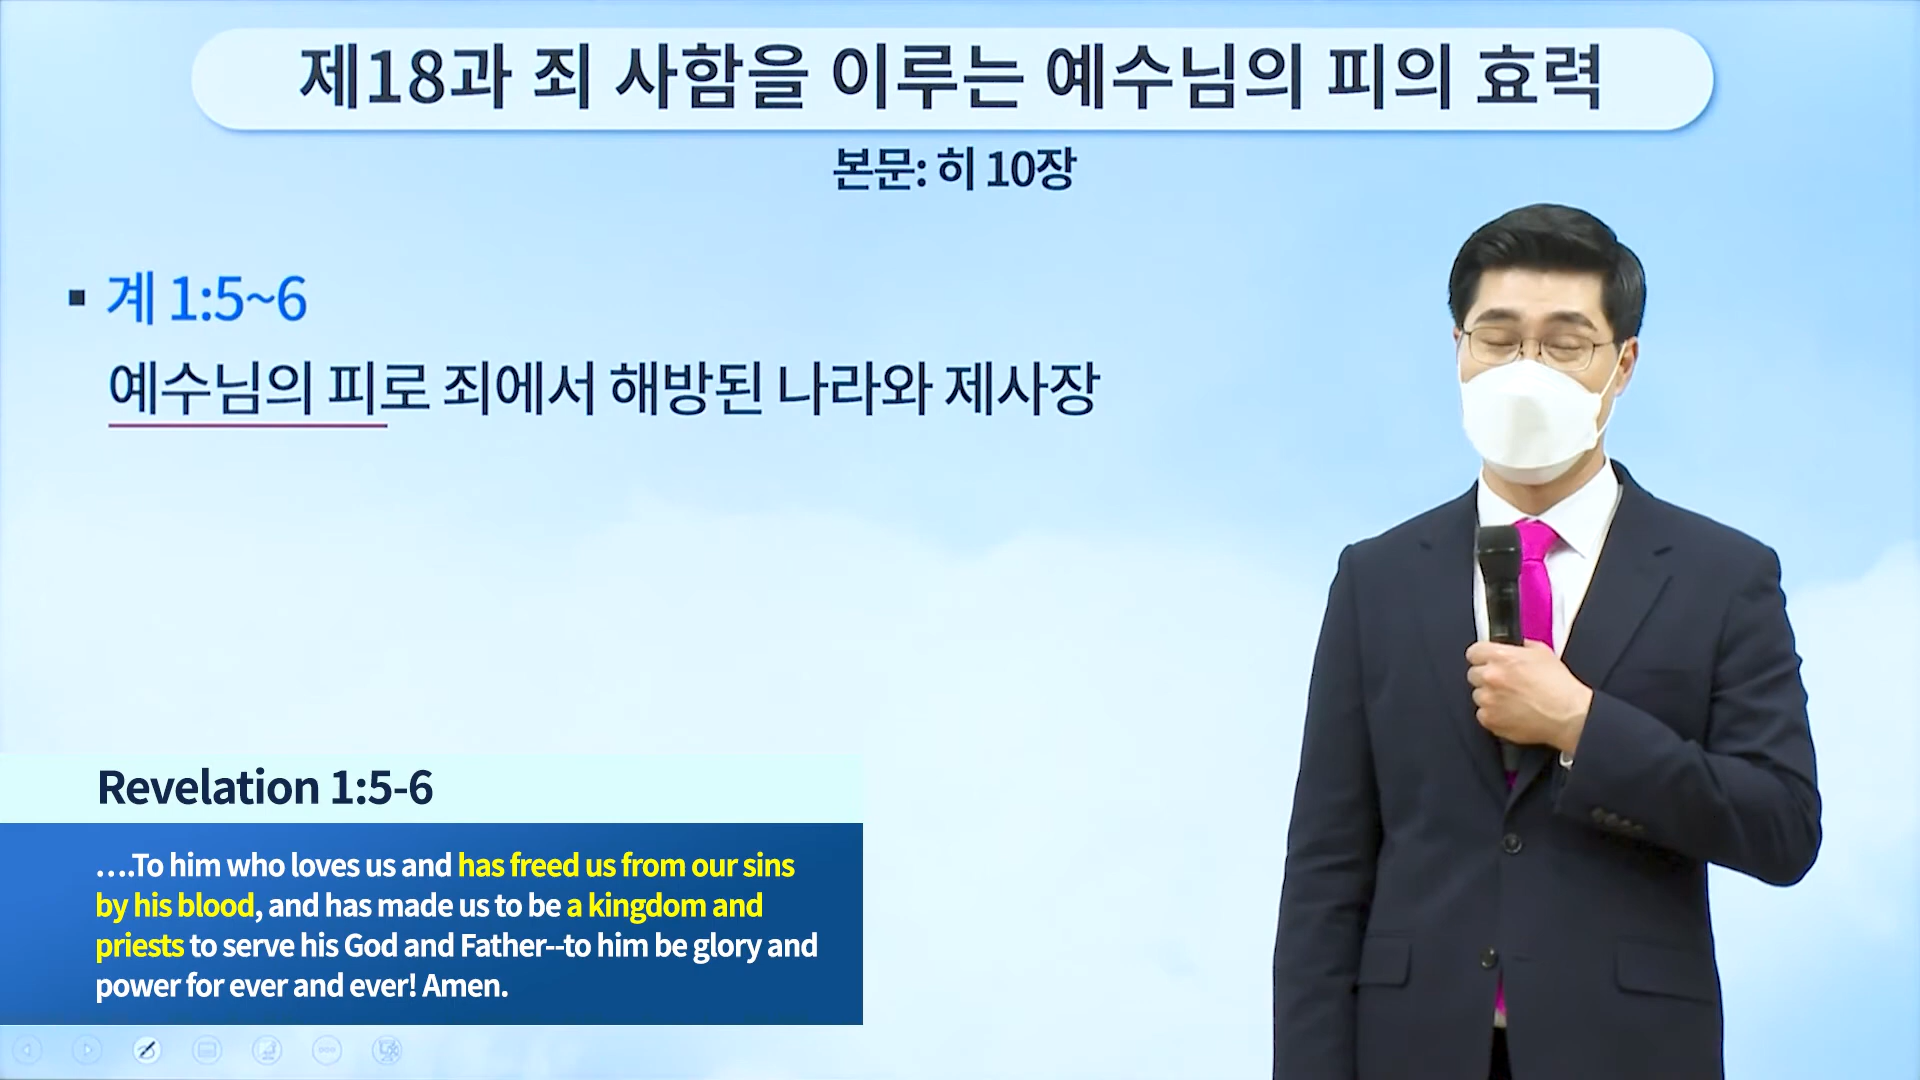 제18과 죄 사함을 이루는 예수님의 피의 효력
본문: 히 10장
▪ 계 1:5~6
예수님의 피로 죄에서 해방된 나라와 제사장
Revelation 1:5-6
….To him who loves us and has freed us from our sins
by his blood, and has made us to be a kingdom and
priests to serve his God and Father--to him be glory and
power for ever and ever! Amen.